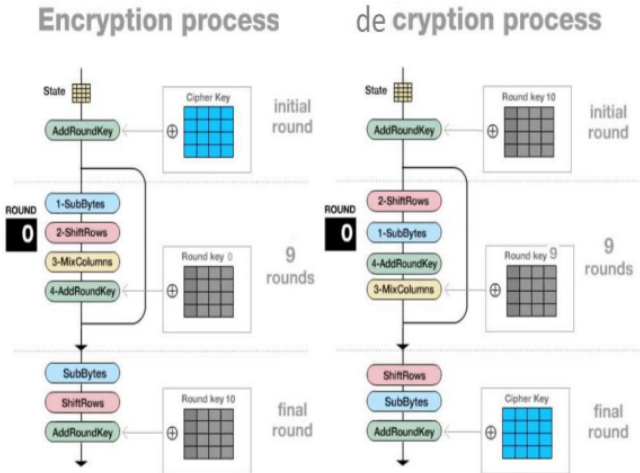 Encryption process
State
Cipher Key
AddRoundKey
initial
round
ROUND
0
1-SubBytes
2-ShiftRows
3-MixColumns
4-AddRoundKey
Round key 0
9
rounds
SubBytes
ShiftRows
AddRoundKey
Round key 10
final
round
de cryption process
State
Round key 10
AddRoundKey
initial
round
ROUND
0
2-ShiftRows
1-SubBytes
4-AddRoundKey
3-MixColumns
Round key 9
9
rounds
ShiftRows
SubBytes
AddRoundKey
Cipher Key
final
round